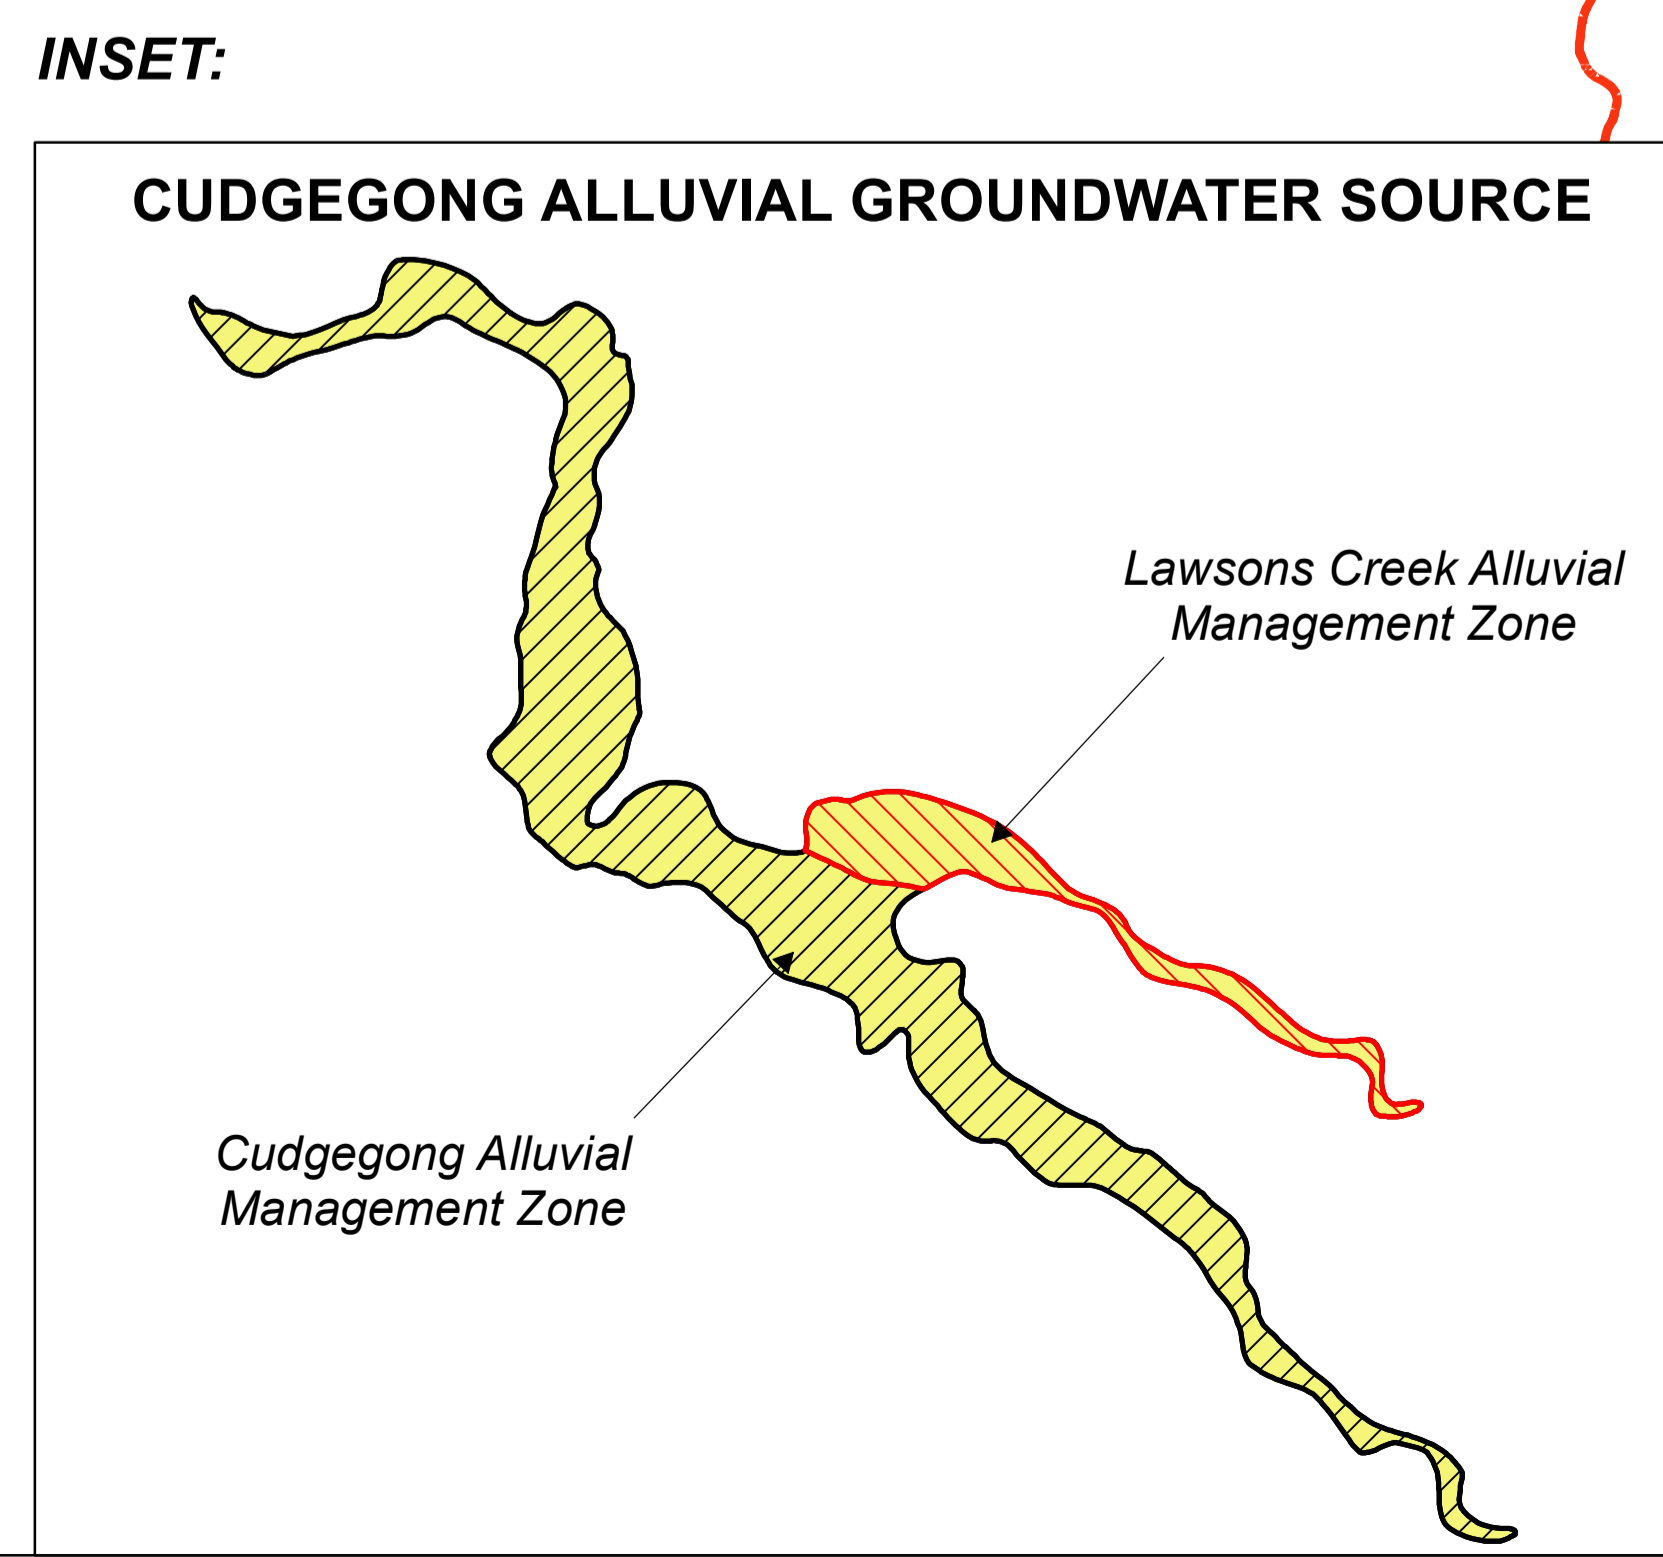 INSET:
CUDGEGONG ALLUVIAL GROUNDWATER SOURCE
Lawsons Creek Alluvial
Management Zone
Cudgegong Alluvial
Management Zone